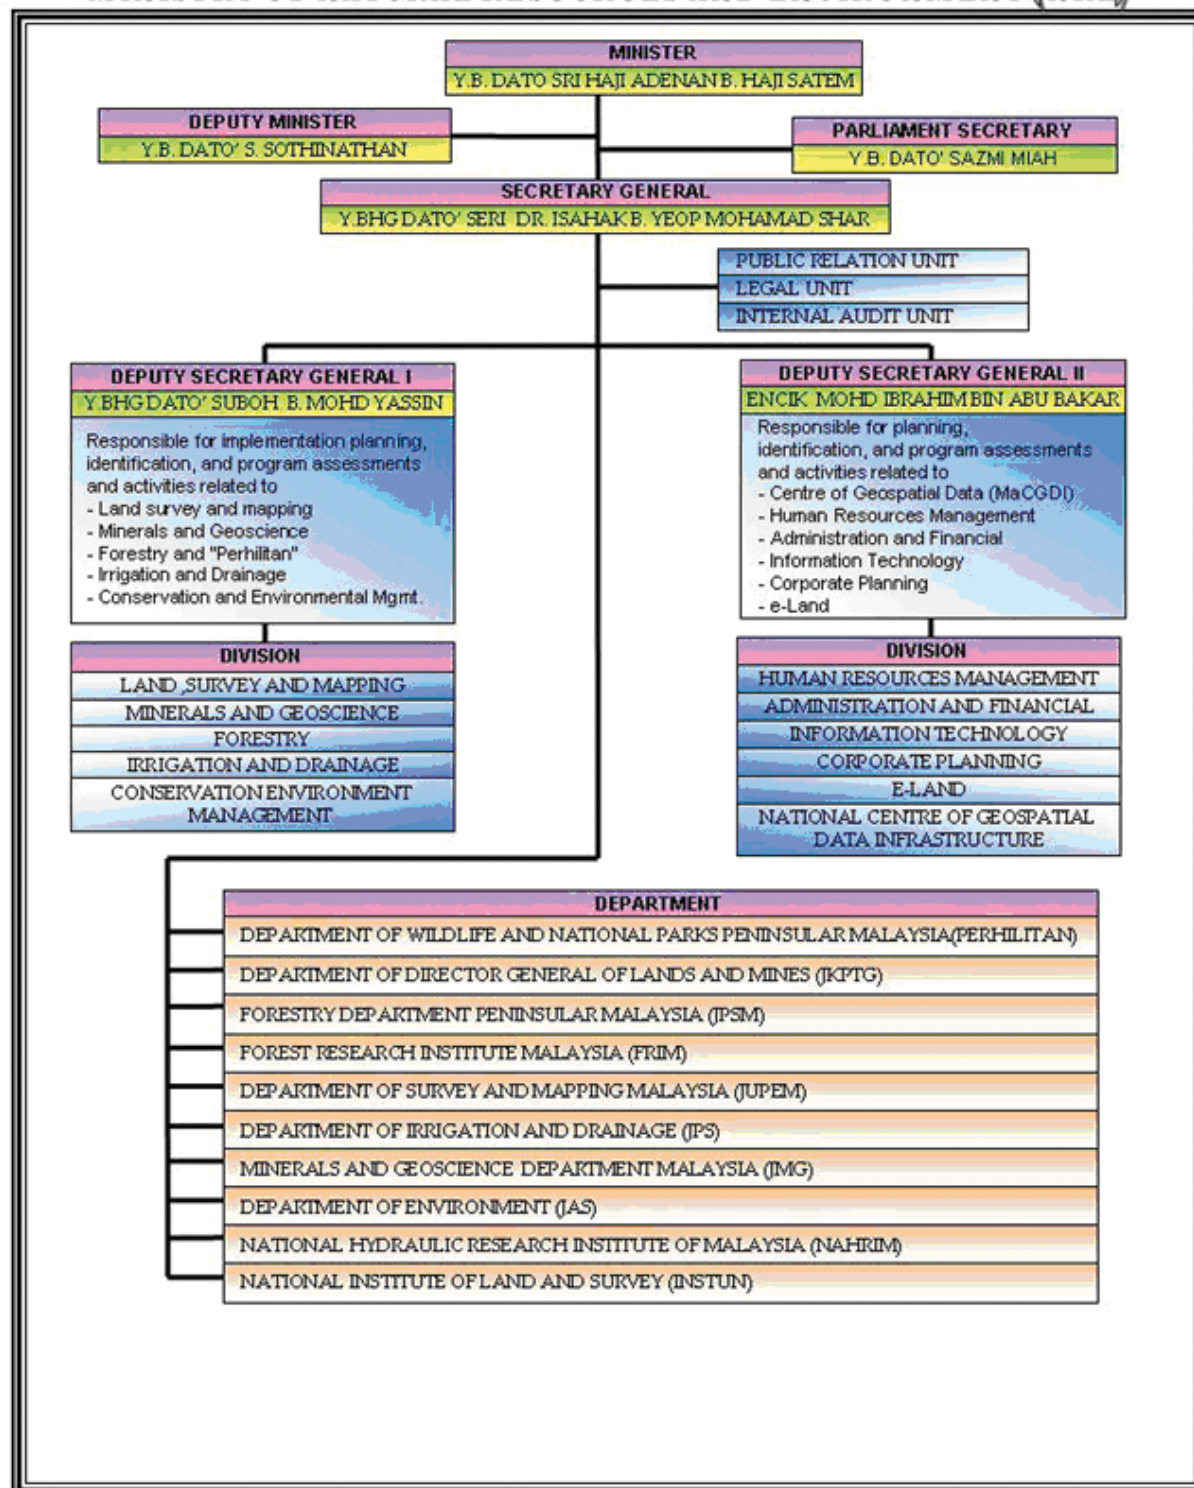 MINISTER
Y.B. DATO SRI HAJI ADENAN B. HAJI SATEM
DEPUTY MINISTER
Y.B. DATO' S. SOTHINATHAN
PARLIAMENT SECRETARY
Y.B. DATO' SAZMI MIAH
SECRETARY GENERAL
Y.BHG DATO' SERI DR. ISAHAK B. YEOP MOHAMAD SHAR
PUBLIC RELATION UNIT
LEGAL UNIT
INTERNAL AUDIT UNIT
DEPUTY SECRETARY GENERAL I
Y.BHG DATO' SUBOH B. MOHD YASSIN
Responsible for implementation planning,
identification, and program assessments
and activities related to
- Land survey and mapping
- Minerals and Geoscience
- Forestry and "Perhilitan"
- Irrigation and Drainage
- Conservation and Environmental Mgmt.
DIVISION
LAND ,SURVEY AND MAPPING
MINERALS AND GEOSCIENCE
FORESTRY
IRRIGATION AND DRAINAGE
CONSERVATION ENVIRONMENT
MANAGEMENT
DEPUTY SECRETARY GENERAL II
ENCIK MOHD IBRAHIM BIN ABU BAKAR
Responsible for planning,
identification, and program assessments
and activities related to
- Centre of Geospatial Data (MaCGDI)
- Human Resources Management
- Administration and Financial
- Information Technology
- Corporate Planning
- e-Land
DIVISION
HUMAN RESOURCES MANAGEMENT
ADMINISTRATION AND FINANCIAL
INFORMATION TECHNOLOGY
CORPORATE PLANNING
E-LAND
NATIONAL CENTRE OF GEOSPATIAL
DATA INFRASTRUCTURE
DEPARTMENT
DEPARTMENT OF WILDLIFE AND NATIONAL PARKS PENINSULAR MALAYSIA(PERHILITAN)
DEPARTMENT OF DIRECTOR GENERAL OF LANDS AND MINES (JKPTG)
FORESTRY DEPARTMENT PENINSULAR MALAYSIA (JPSM)
FOREST RESEARCH INSTITUTE MALAYSIA (FRIM)
DEPARTMENT OF SURVEY AND MAPPING MALAYSIA (JUPEM)
DEPARTMENT OF IRRIGATION AND DRAINAGE (JPS)
MINERALS AND GEOSCIENCE DEPARTMENT MALAYSIA (JMG)
DEPARTMENT OF ENVIRONMENT (JAS)
NATIONAL HYDRAULIC RESEARCH INSTITUTE OF MALAYSIA (NAHRIM)
NATIONAL INSTITUTE OF LAND AND SURVEY (INSTUN)